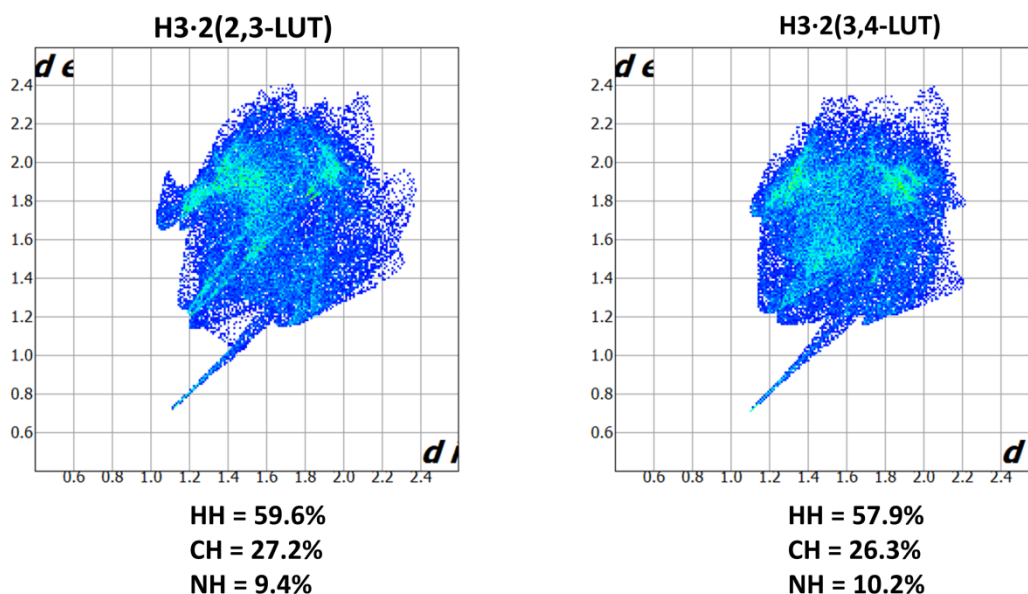 H3·2(2,3-LUT)
d e
2.4
2.2
2.0
1.8
1.6
1.4
1.2
1.0
0.8
0.6
d i
0.6 0.8 1.0 1.2 1.4 1.6 1.8 2.0 2.2 2.4
HH = 59.6%
CH = 27.2%
NH = 9.4%
H3·2(3,4-LUT)
d e
2.4
2.2
2.0
1.8
1.6
1.4
1.2
1.0
0.8
0.6
d
0.6 0.8 1.0 1.2 1.4 1.6 1.8 2.0 2.2 2.4
HH = 57.9%
CH = 26.3%
NH = 10.2%